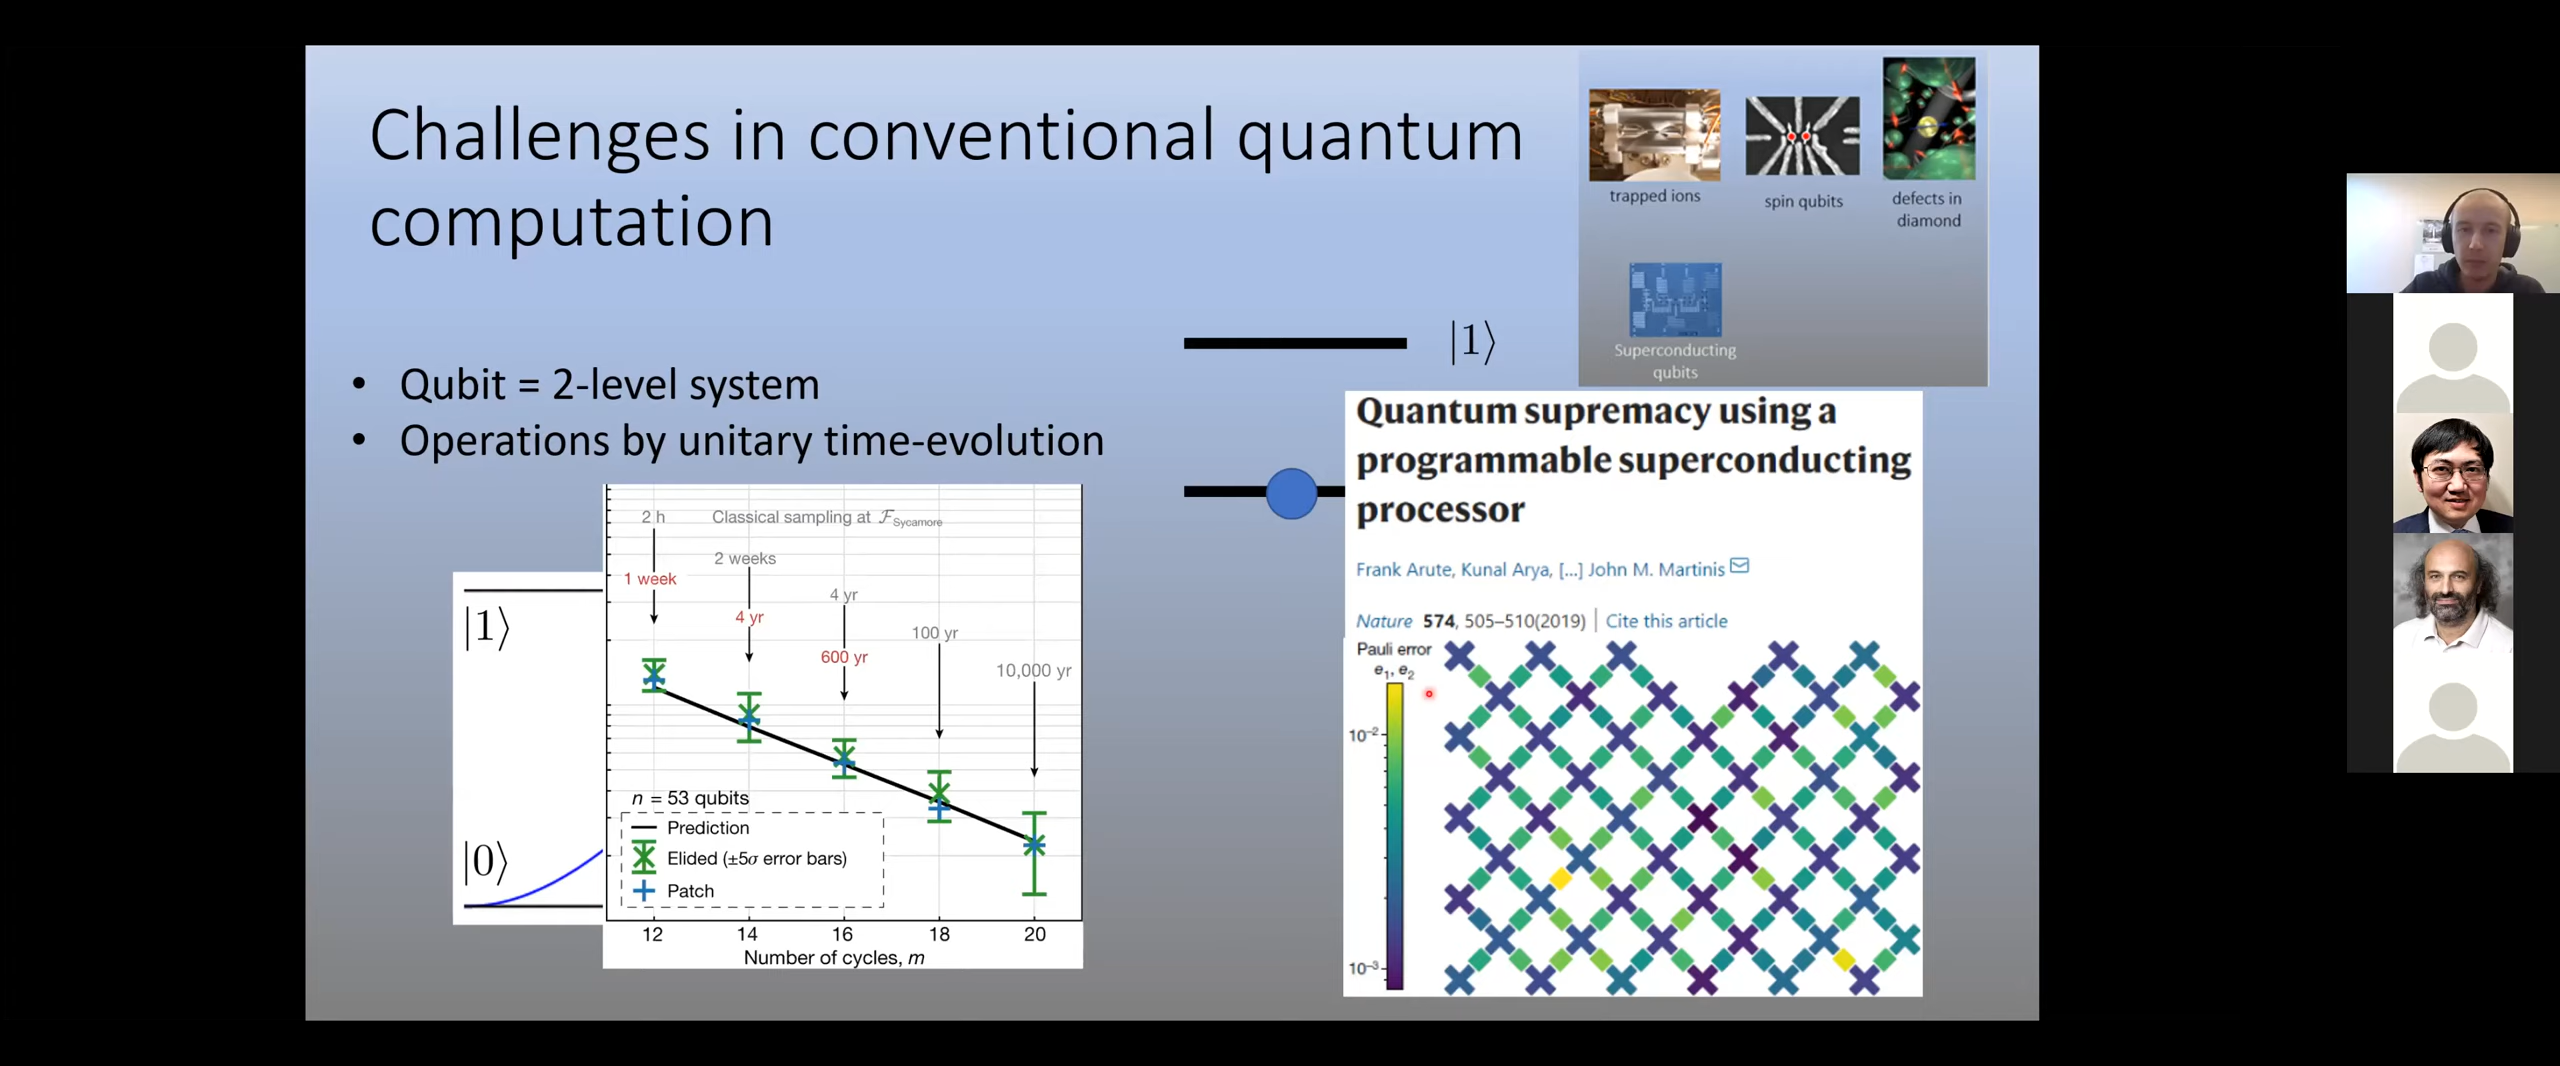 Challenges in conventional quantum
computation
trapped ions
spin qubits
defects in
diamond
Superconducting
qubits
• Qubit = 2-level system
• Operations by unitary time-evolution
|1⟩
|1⟩
|0⟩
2 h
Classical sampling at ℱSycamore
2 weeks
1 week
4 yr
4 yr
100 yr
600 yr
10,000 yr
n = 53 qubits
Prediction
Elided (±5σ error bars)
Patch
12 14 16 18 20
Number of cycles, m
Quantum supremacy using a
programmable superconducting
processor
Frank Arute, Kunal Arya, [...] John M. Martinis
Nature 574, 505–510(2019) | Cite this article
Pauli error
e₁, e₂
10⁻²
10⁻³